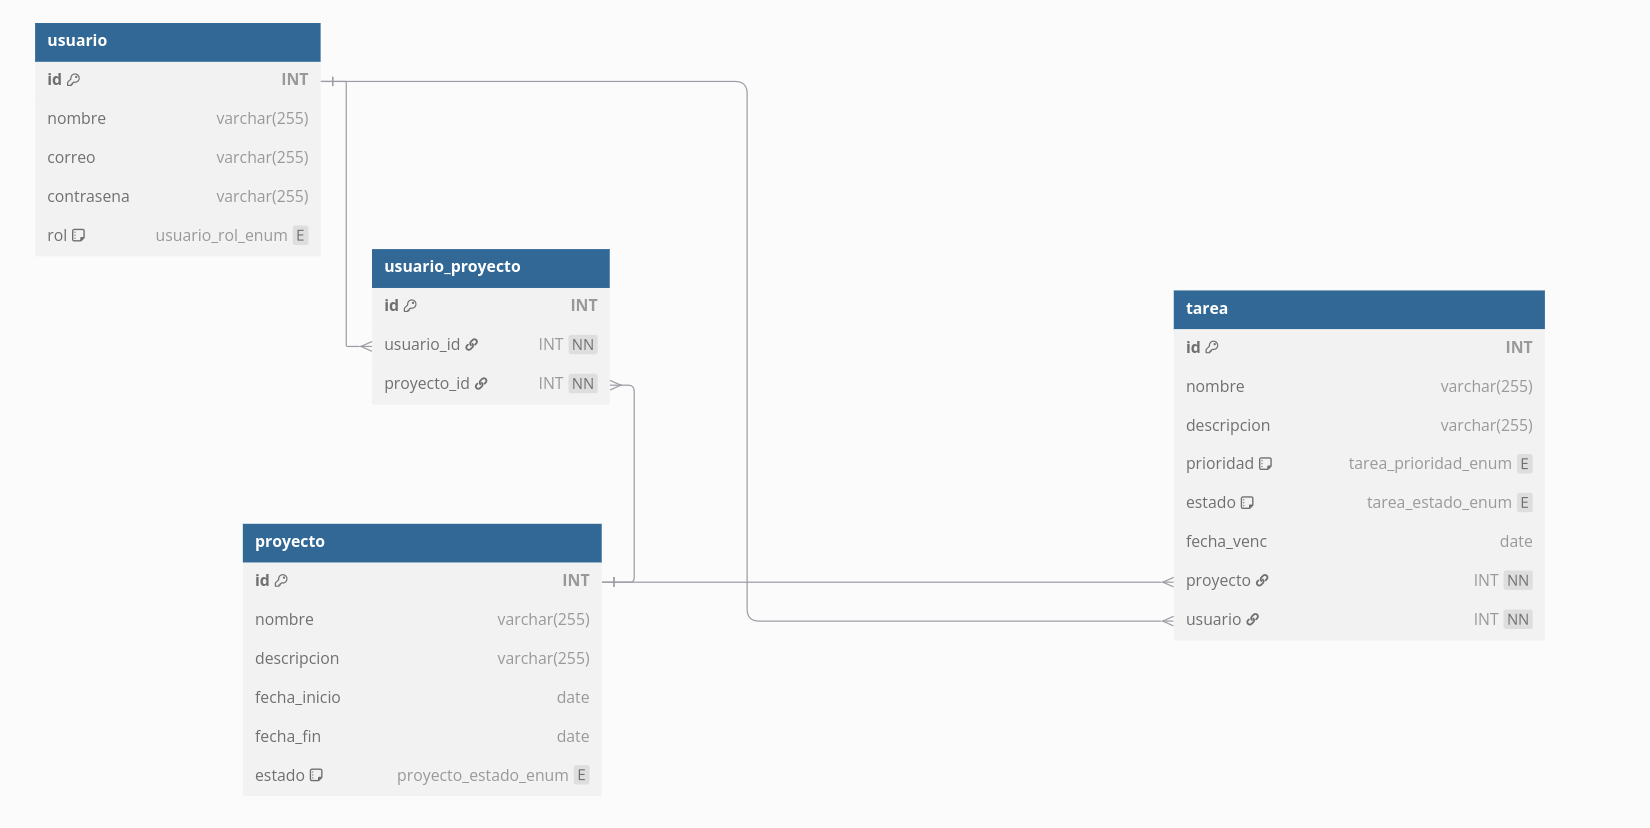 usuario
id INT
nombre varchar(255)
correo varchar(255)
contrasena varchar(255)
rol usuario_rol_enum E
usuario_proyecto
id INT
usuario_id INT NN
proyecto_id INT NN
proyecto
id INT
nombre varchar(255)
descripcion varchar(255)
fecha_inicio date
fecha_fin date
estado proyecto_estado_enum E
tarea
id INT
nombre varchar(255)
descripcion varchar(255)
prioridad tarea_prioridad_enum E
estado tarea_estado_enum E
fecha_venc date
proyecto INT NN
usuario INT NN